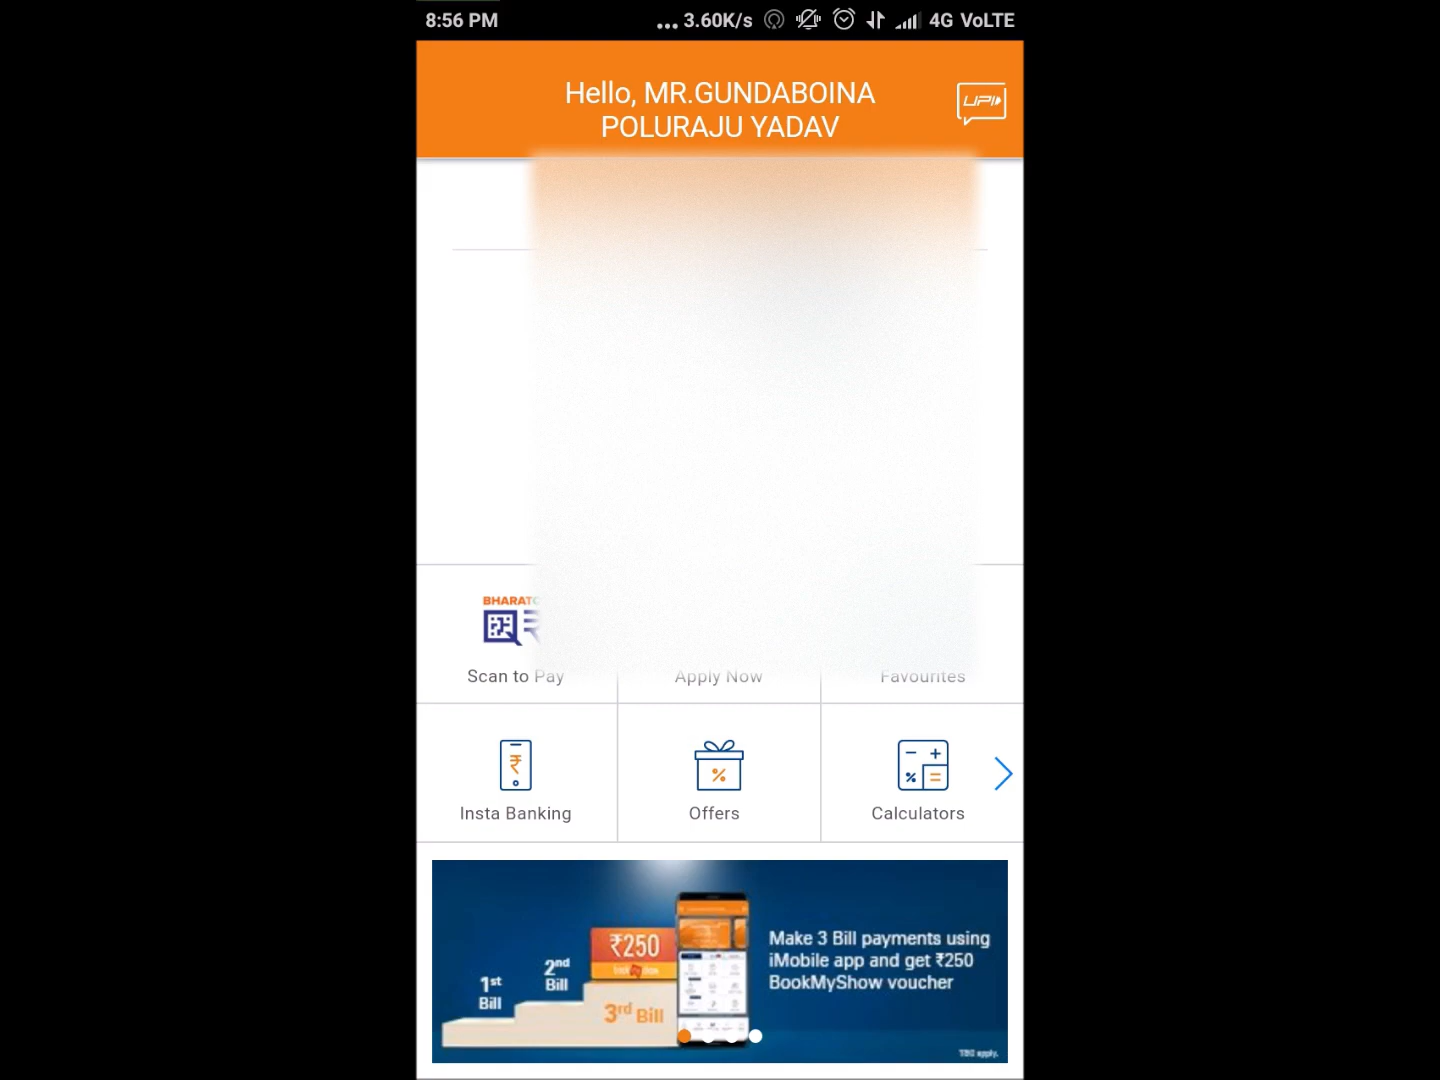 8:56 PM
... 3.60K/s
4G VoLTE
Hello, MR.GUNDABOINA
POLURAJU YADAV
UPI
Scan to Pay
Apply Now
Favourites
Insta Banking
Offers
Calculators
1st
Bill
2nd
Bill
₹250
3rd Bill
Make 3 Bill payments using
iMobile app and get ₹250
BookMyShow voucher
T&C apply.